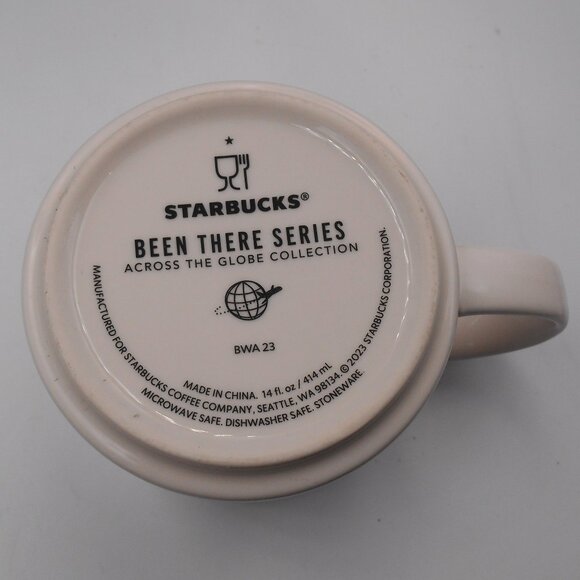 STARBUCKS®
BEEN THERE SERIES
ACROSS THE GLOBE COLLECTION
BWA 23
MADE IN CHINA. 14 fl. oz / 414 mL
MANUFACTURED FOR STARBUCKS COFFEE COMPANY, SEATTLE, WA 98134. © 2023 STARBUCKS CORPORATION.
MICROWAVE SAFE. DISHWASHER SAFE. STONEWARE